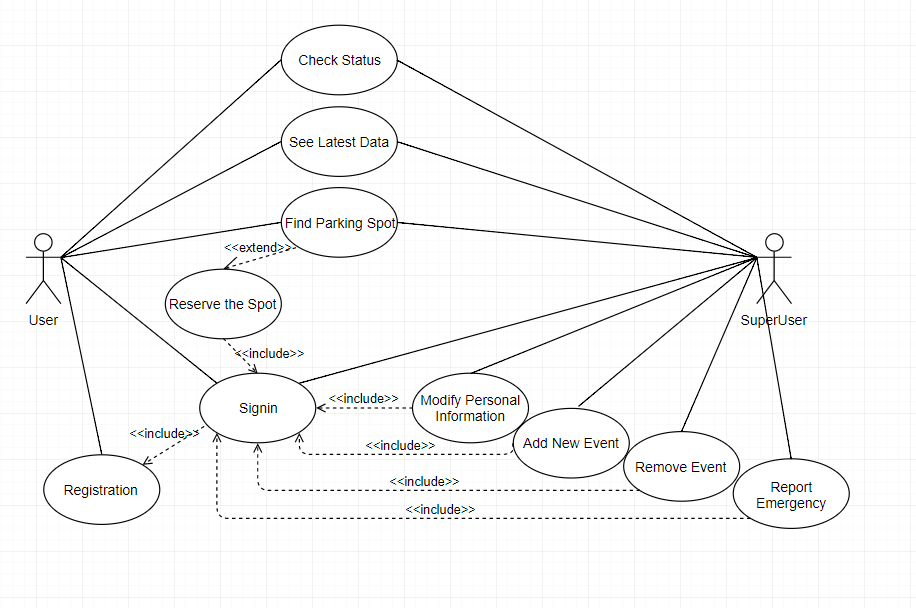 Check Status
See Latest Data
Find Parking Spot
<<extend>>
Reserve the Spot
User
SuperUser
<<include>>
Signin
<<include>>
Modify Personal
Information
<<include>>
<<include>>
Add New Event
Remove Event
<<include>>
Registration
Report
Emergency
<<include>>